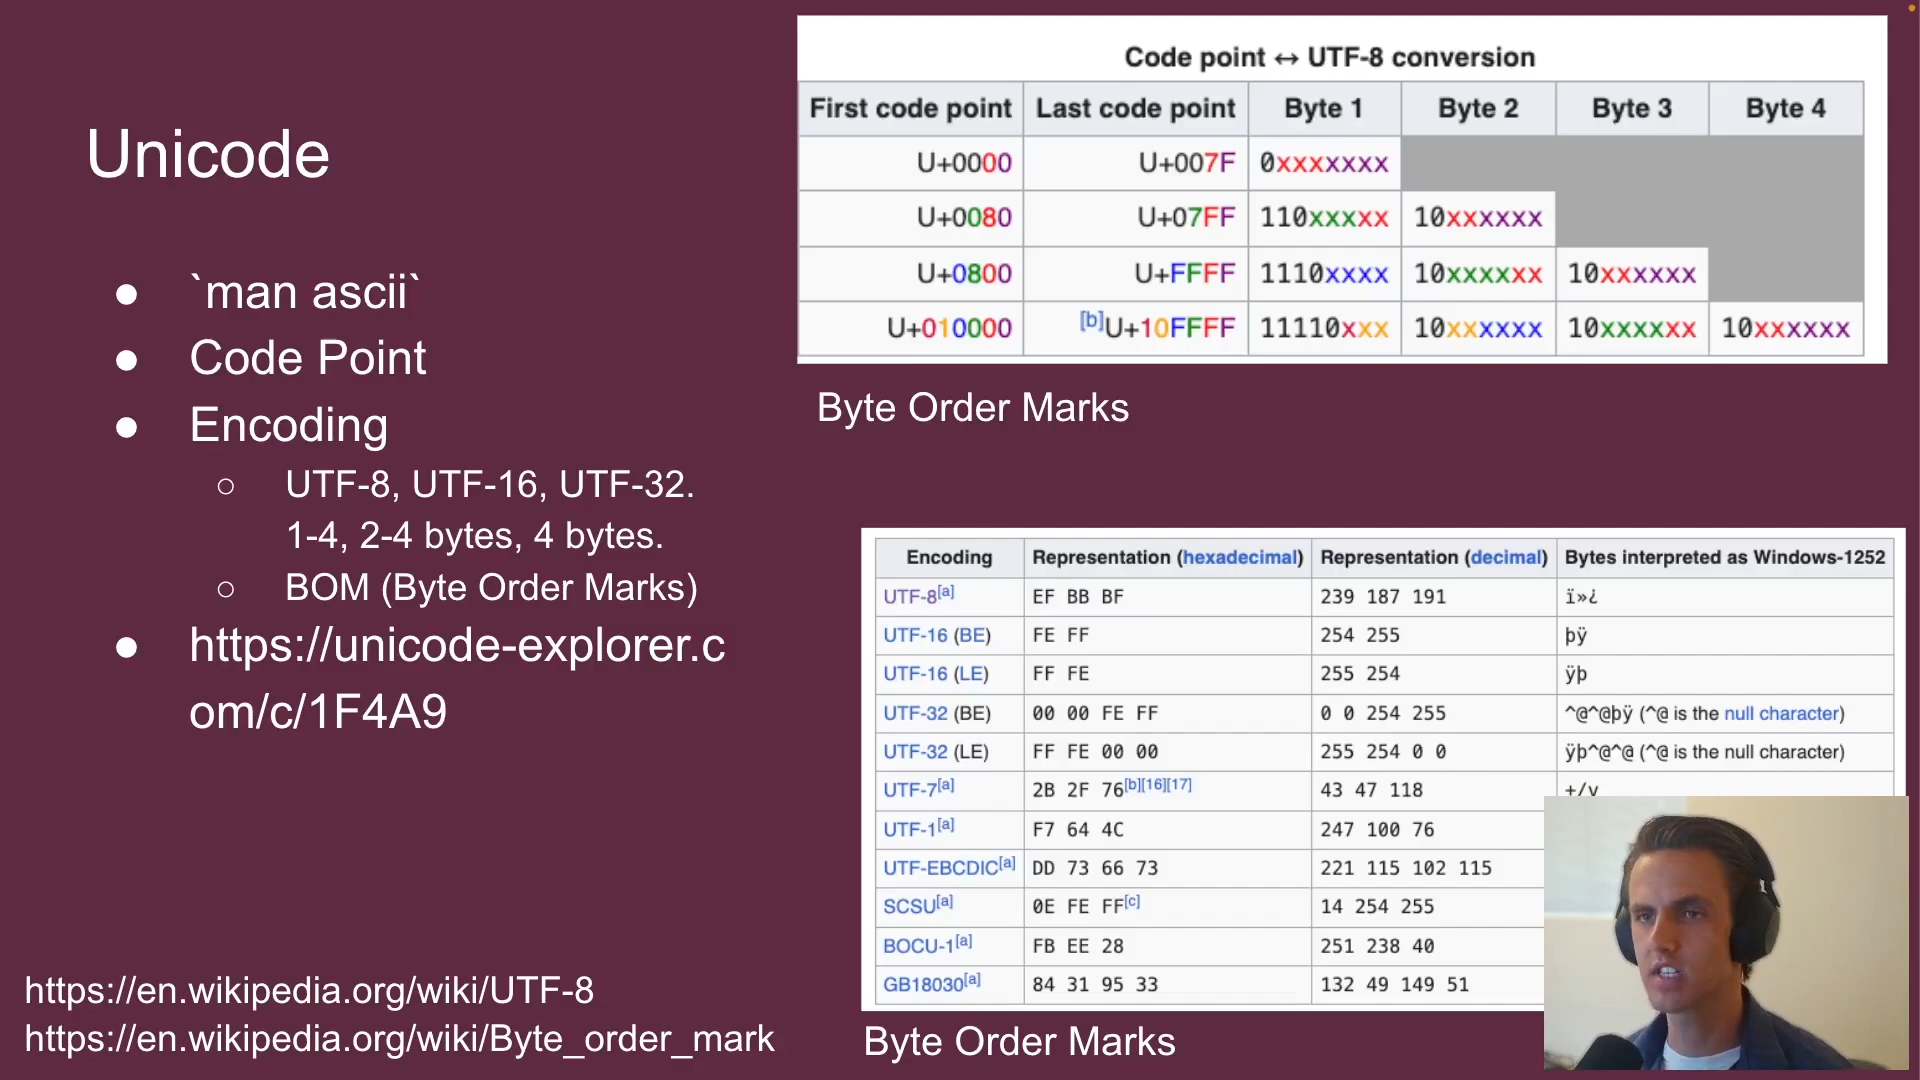 Unicode
● `man ascii`
● Code Point
● Encoding
○ UTF-8, UTF-16, UTF-32.
1-4, 2-4 bytes, 4 bytes.
○ BOM (Byte Order Marks)
● https://unicode-explorer.c
om/c/1F4A9
https://en.wikipedia.org/wiki/UTF-8
https://en.wikipedia.org/wiki/Byte_order_mark
Code point ↔ UTF-8 conversion
First code point Last code point Byte 1 Byte 2 Byte 3 Byte 4
U+0000 U+007F 0xxxxxxx
U+0080 U+07FF 110xxxxx 10xxxxxx
U+0800 U+FFFF 1110xxxx 10xxxxxx 10xxxxxx
U+010000 [b]U+10FFFF 11110xxx 10xxxxxx 10xxxxxx 10xxxxxx
Byte Order Marks
Encoding Representation (hexadecimal) Representation (decimal) Bytes interpreted as Windows-1252
UTF-8[a] EF BB BF 239 187 191 ï»¿
UTF-16 (BE) FE FF 254 255 þÿ
UTF-16 (LE) FF FE 255 254 ÿþ
UTF-32 (BE) 00 00 FE FF 0 0 254 255 ^@^@þÿ (^@ is the null character)
UTF-32 (LE) FF FE 00 00 255 254 0 0 ÿþ^@^@ (^@ is the null character)
UTF-7[a] 2B 2F 76[b][16][17] 43 47 118 +/v
UTF-1[a] F7 64 4C 247 100 76
UTF-EBCDIC[a] DD 73 66 73 221 115 102 115
SCSU[a] 0E FE FF[c] 14 254 255
BOCU-1[a] FB EE 28 251 238 40
GB18030[a] 84 31 95 33 132 49 149 51
Byte Order Marks